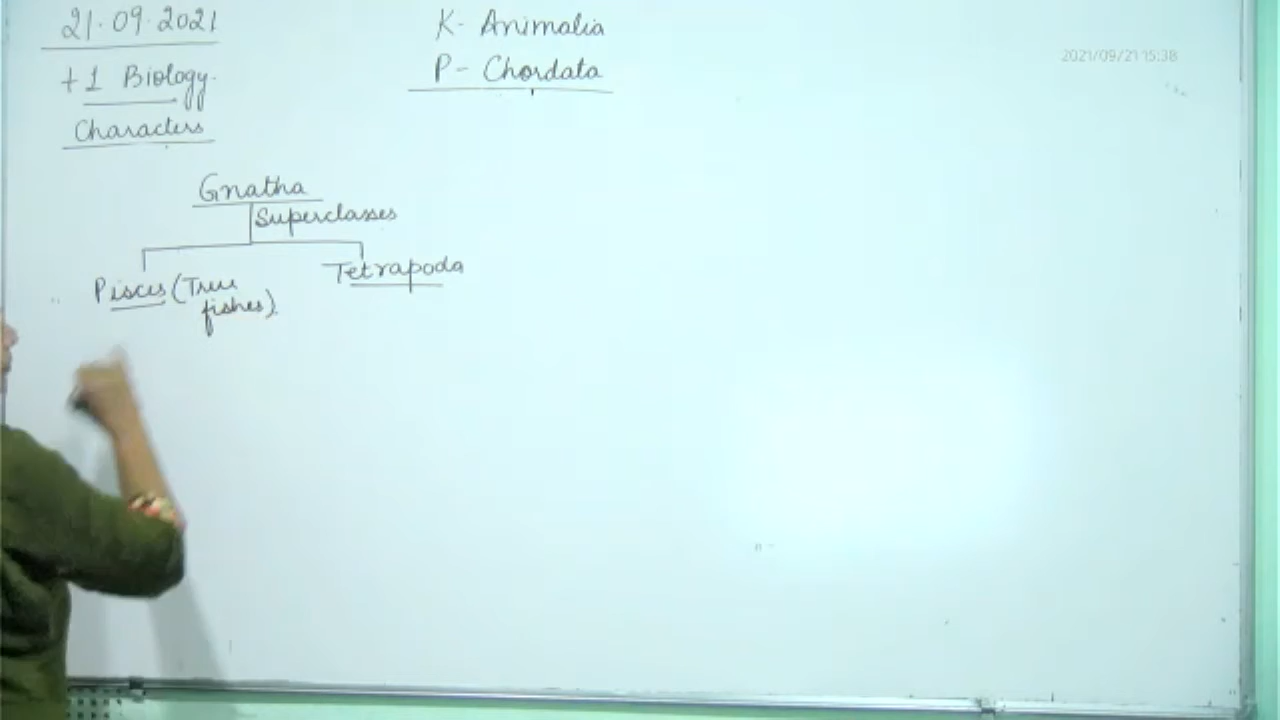 21.09.2021
+1 Biology.
Characters
K- Animalia
P- Chordata
2021/09/21 15:38
Gnatha
Superclasses
Pisces (True
fishes).
Tetrapoda